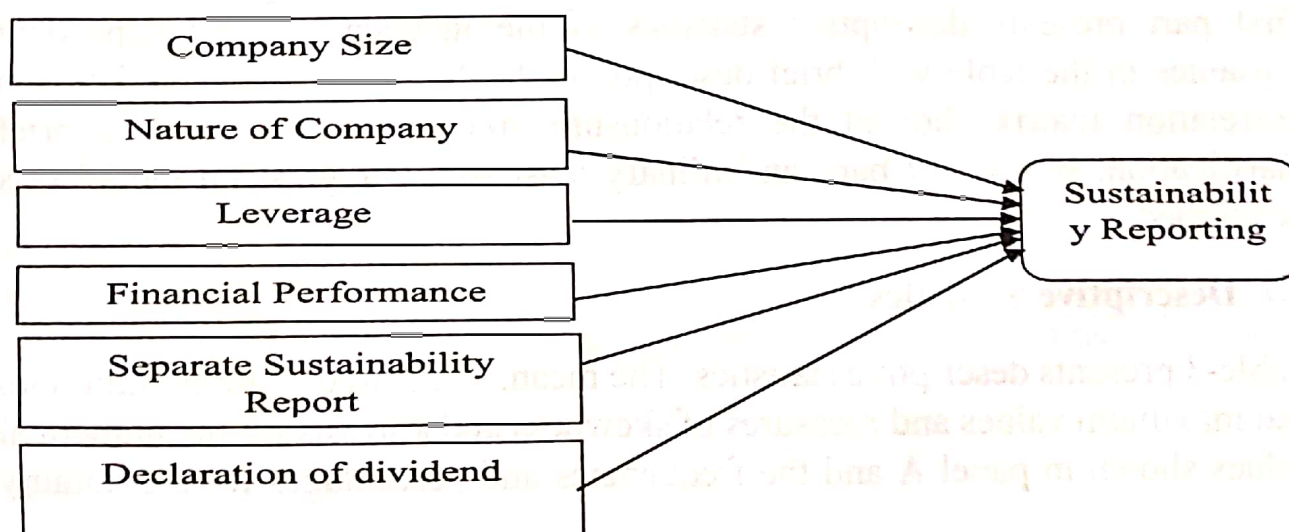 Company Size
Nature of Company
Leverage
Financial Performance
Separate Sustainability
Report
Declaration of dividend
Sustainabilit
y Reporting